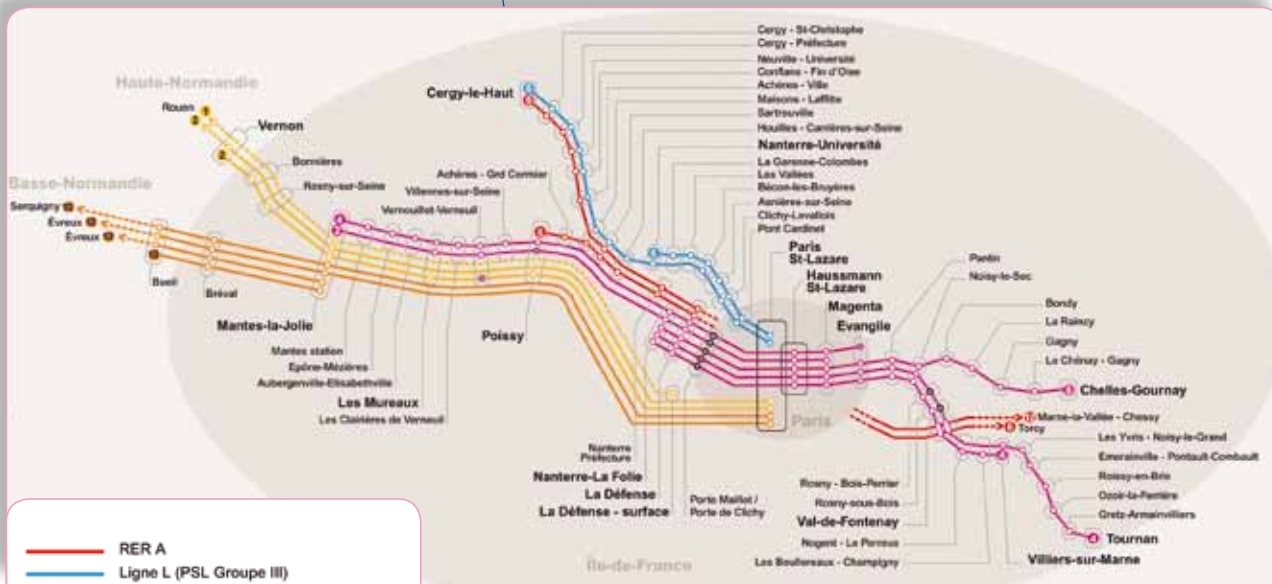 Haute-Normandie
Rouen
Vernon
Bonnières
Rosny-sur-Seine
Basse-Normandie
Serquigny
Évreux
Évreux
Bueil
Bréval
Mantes-la-Jolie
Mantes station
Epône-Mézières
Aubergenville-Elisabethville
Les Mureaux
Les Clairières de Verneuil
Vernouillet-Verneuil
Villennes-sur-Seine
Achères - Grd Cormier
Poissy
Cergy-le-Haut
Cergy - St-Christophe
Cergy - Préfecture
Neuville - Université
Conflans - Fin d'Oise
Achères - Ville
Maisons - Laffitte
Sartrouville
Houilles - Carrières-sur-Seine
Nanterre-Université
La Garenne-Colombes
Les Vallées
Bécon-les-Bruyères
Asnières-sur-Seine
Clichy-Levallois
Pont Cardinet
Paris
St-Lazare
Haussmann
St-Lazare
Magenta
Evangile
Pantin
Noisy-le-Sec
Bondy
Le Raincy
Gagny
Le Chénay - Gagny
Chelles-Gournay
Marne-la-Vallée - Chessy
Torcy
Les Yvris - Noisy-le-Grand
Emerainville - Pontault-Combault
Roissy-en-Brie
Ozoir-la-Ferrière
Gretz-Armainvilliers
Tournan
Villiers-sur-Marne
Les Boullereaux - Champigny
Nogent - Le Perreux
Val-de-Fontenay
Rosny-sous-Bois
Rosny - Bois-Perrier
Paris
Porte Maillot /
Porte de Clichy
Nanterre
Préfecture
Nanterre-La Folie
La Défense
La Défense - surface
Île-de-France
RER A
Ligne L (PSL Groupe III)